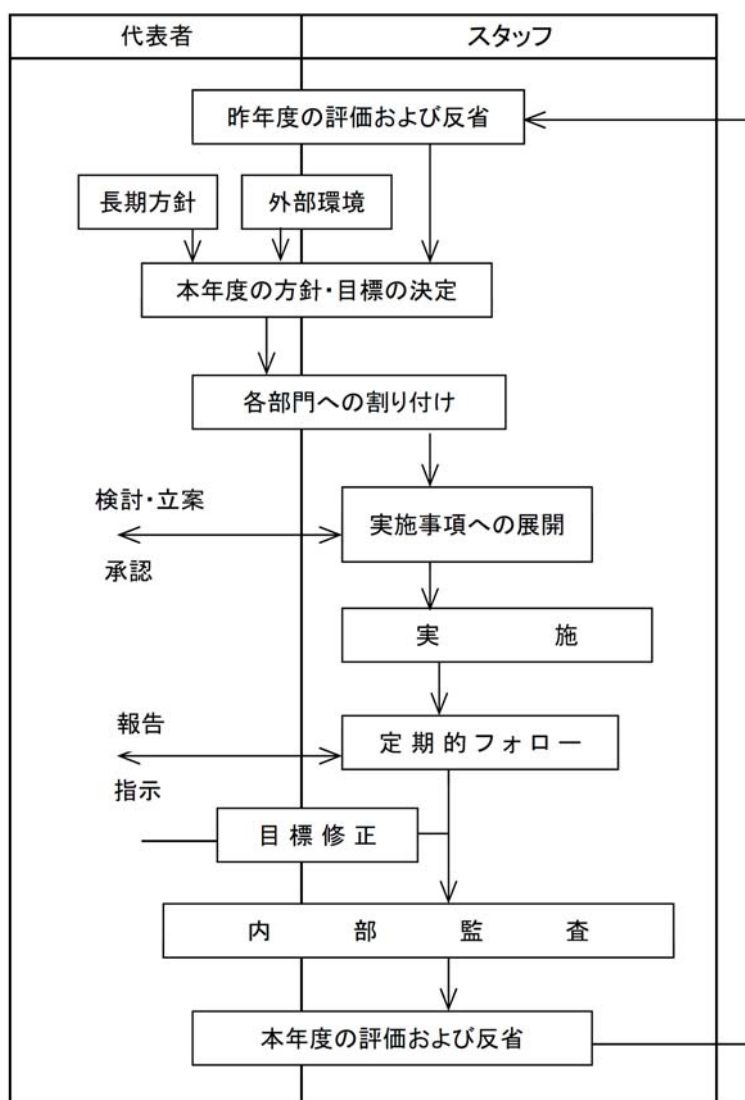 代表者
スタッフ
昨年度の評価および反省
長期方針
外部環境
本年度の方針・目標の決定
各部門への割り付け
検討・立案
実施事項への展開
承認
実　施
報告
定期的フォロー
指示
目標修正
内部監査
本年度の評価および反省